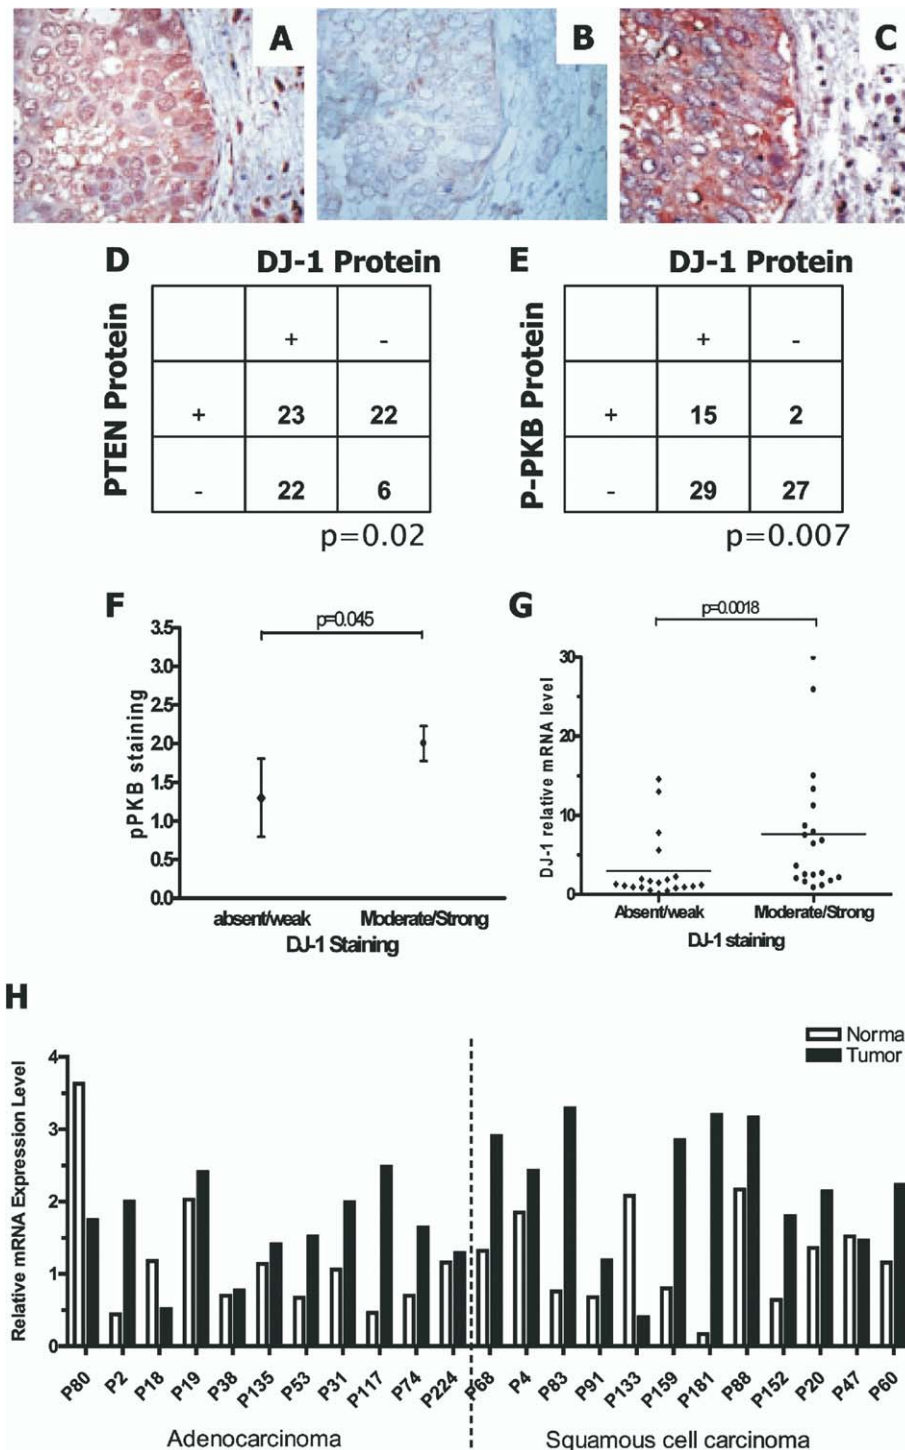 A
B
C
D
DJ-1 Protein
PTEN Protein
+ -
+ 23 22
- 22 6
p=0.02
E
DJ-1 Protein
P-PKB Protein
+ -
+ 15 2
- 29 27
p=0.007
F
p=0.045
pPKB staining
3.5
3.0
2.5
2.0
1.5
1.0
0.5
0.0
absent/weak Moderate/Strong
DJ-1 Staining
G
p=0.0018
DJ-1 relative mRNA level
30
20
10
0
Absent/weak Moderate/Strong
DJ-1 staining
H
Norma
Tumor
Relative mRNA Expression Level
4
3
2
1
0
P80 P2 P18 P19 P38 P135 P53 P31 P117 P74 P224 P68 P4 P83 P91 P133 P159 P181 P88 P152 P20 P47 P60
Adenocarcinoma Squamous cell carcinoma